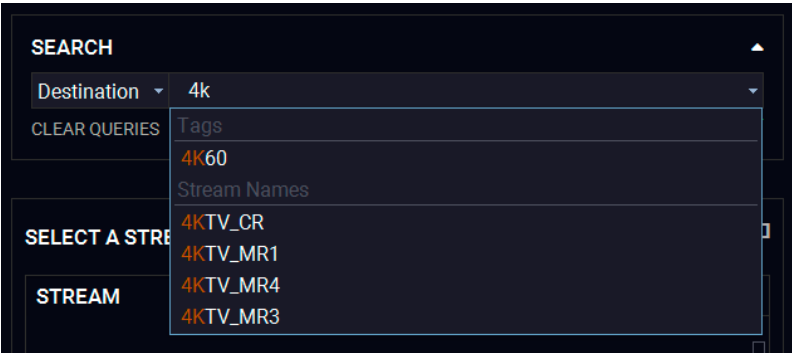 SEARCH
Destination 4k
CLEAR QUERIES
Tags
4K60
Stream Names
4KTV_CR
SELECT A STRE
4KTV_MR1
4KTV_MR4
STREAM
4KTV_MR3